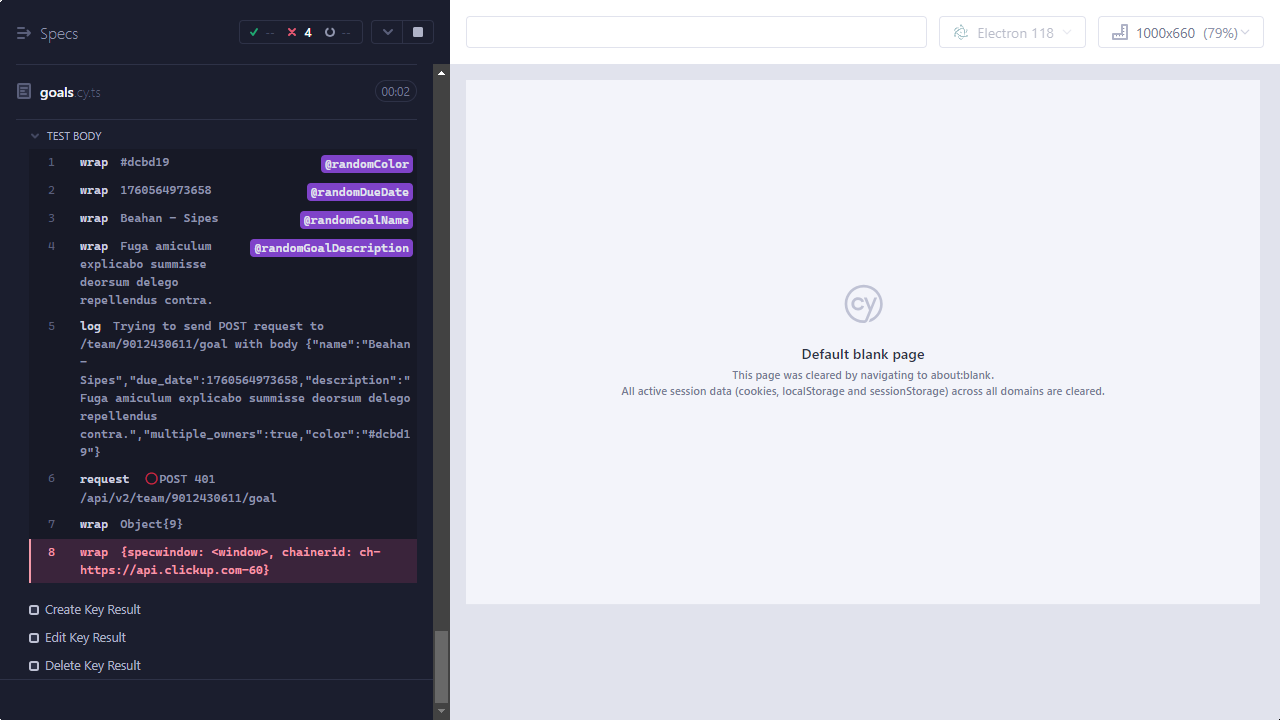 Specs
-- 4 --
Electron 118
1000x660 (79%)
goals.cy.ts
00:02
TEST BODY
1 wrap #dcbd19 @randomColor
2 wrap 1760564973658 @randomDueDate
3 wrap Beahan - Sipes @randomGoalName
4 wrap Fuga amiculum @randomGoalDescription
explicabo summisse
deorsum delego
repellendus contra.
5 log Trying to send POST request to
/team/9012430611/goal with body {"name":"Beahan
-
Sipes","due_date":1760564973658,"description":"
Fuga amiculum explicabo summisse deorsum delego
repellendus
contra.","multiple_owners":true,"color":"#dcbd1
9"}
6 request POST 401
/api/v2/team/9012430611/goal
7 wrap Object{9}
8 wrap {specwindow: <window>, chainerid: ch-
https://api.clickup.com-60}
Create Key Result
Edit Key Result
Delete Key Result
cy
Default blank page
This page was cleared by navigating to about:blank.
All active session data (cookies, localStorage and sessionStorage) across all domains are cleared.